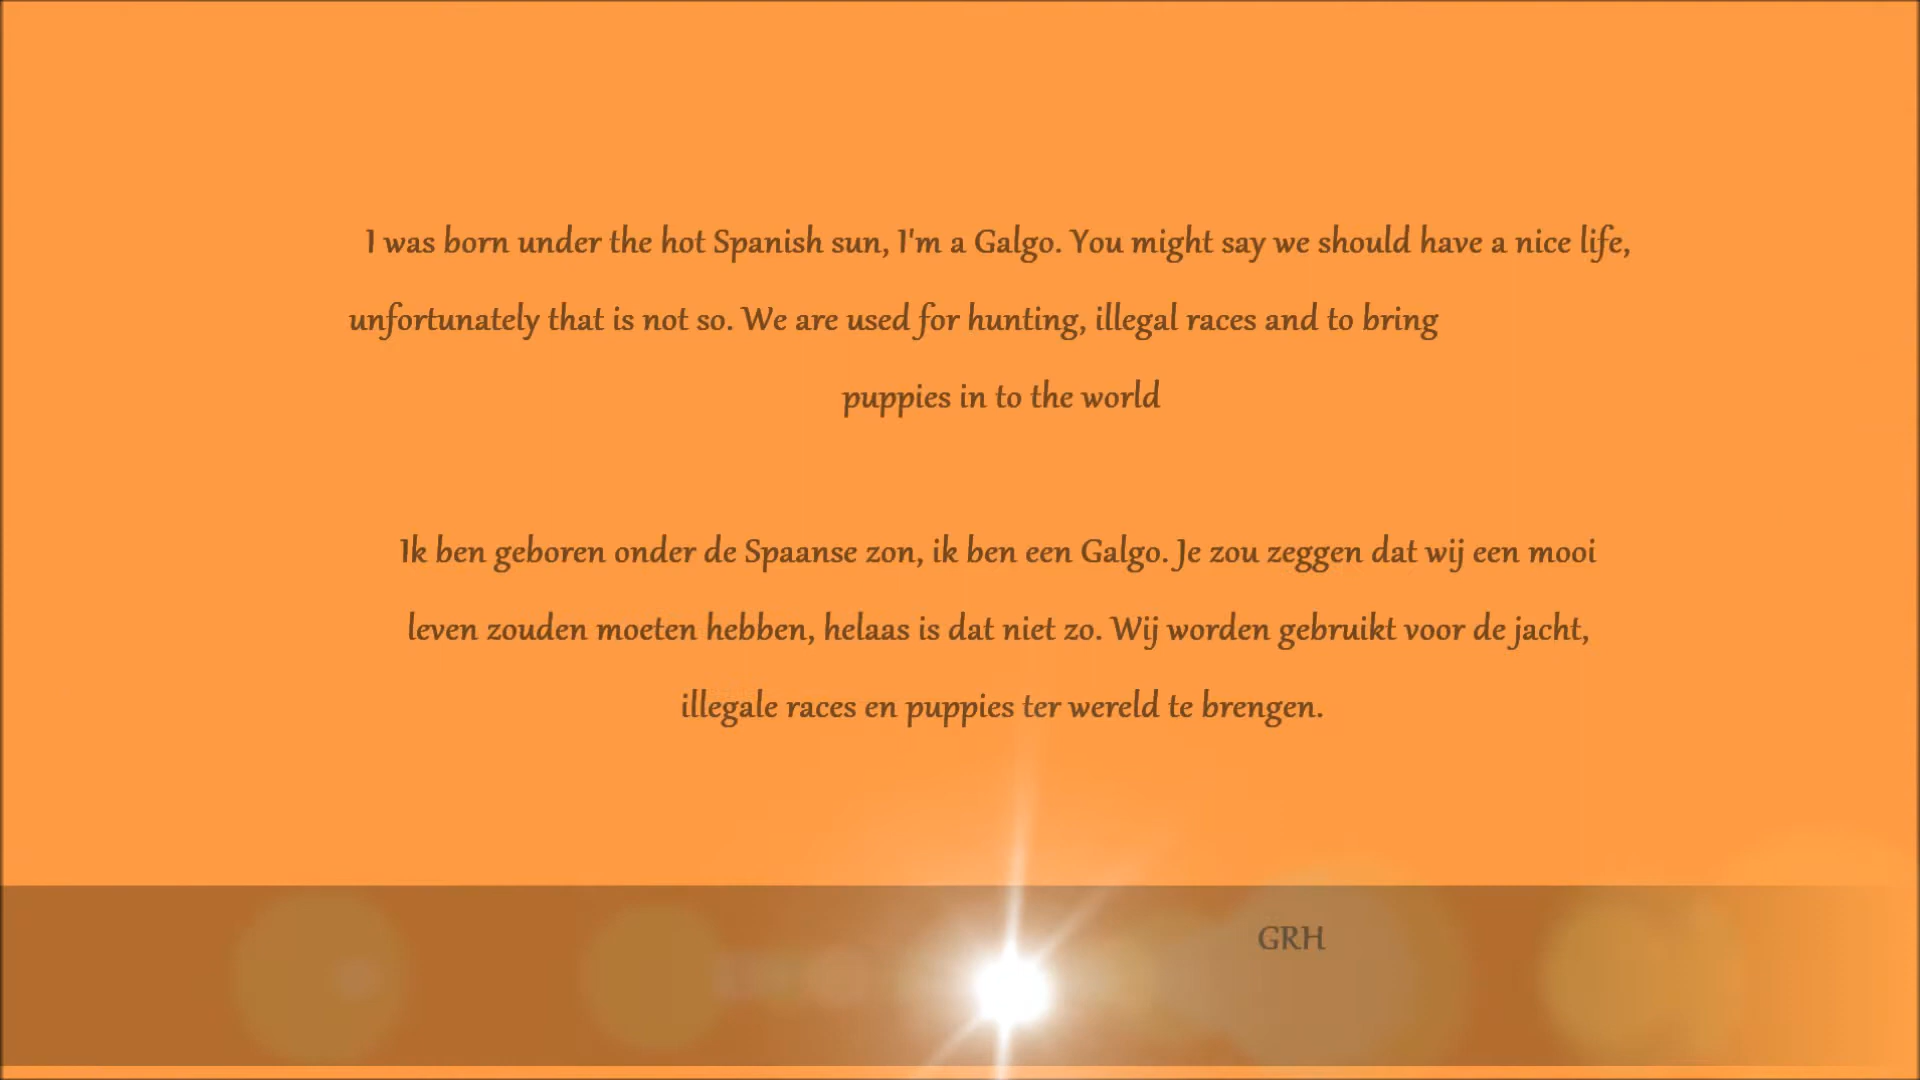 I was born under the hot Spanish sun, I'm a Galgo. You might say we should have a nice life,
unfortunately that is not so. We are used for hunting, illegal races and to bring
puppies in to the world
Ik ben geboren onder de Spaanse zon, ik ben een Galgo. Je zou zeggen dat wij een mooi
leven zouden moeten hebben, helaas is dat niet zo. Wij worden gebruikt voor de jacht,
illegale races en puppies ter wereld te brengen.
GRH